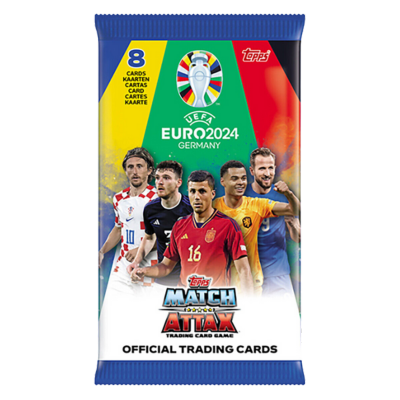 8
CARDS
KAARTEN
CARTAS
CARD
CARTES
KAARTE
Topps
UEFA
EURO2024
GERMANY
10
3
16
Topps
MATCH
ATTAX
TRADING CARD GAME
OFFICIAL TRADING CARDS